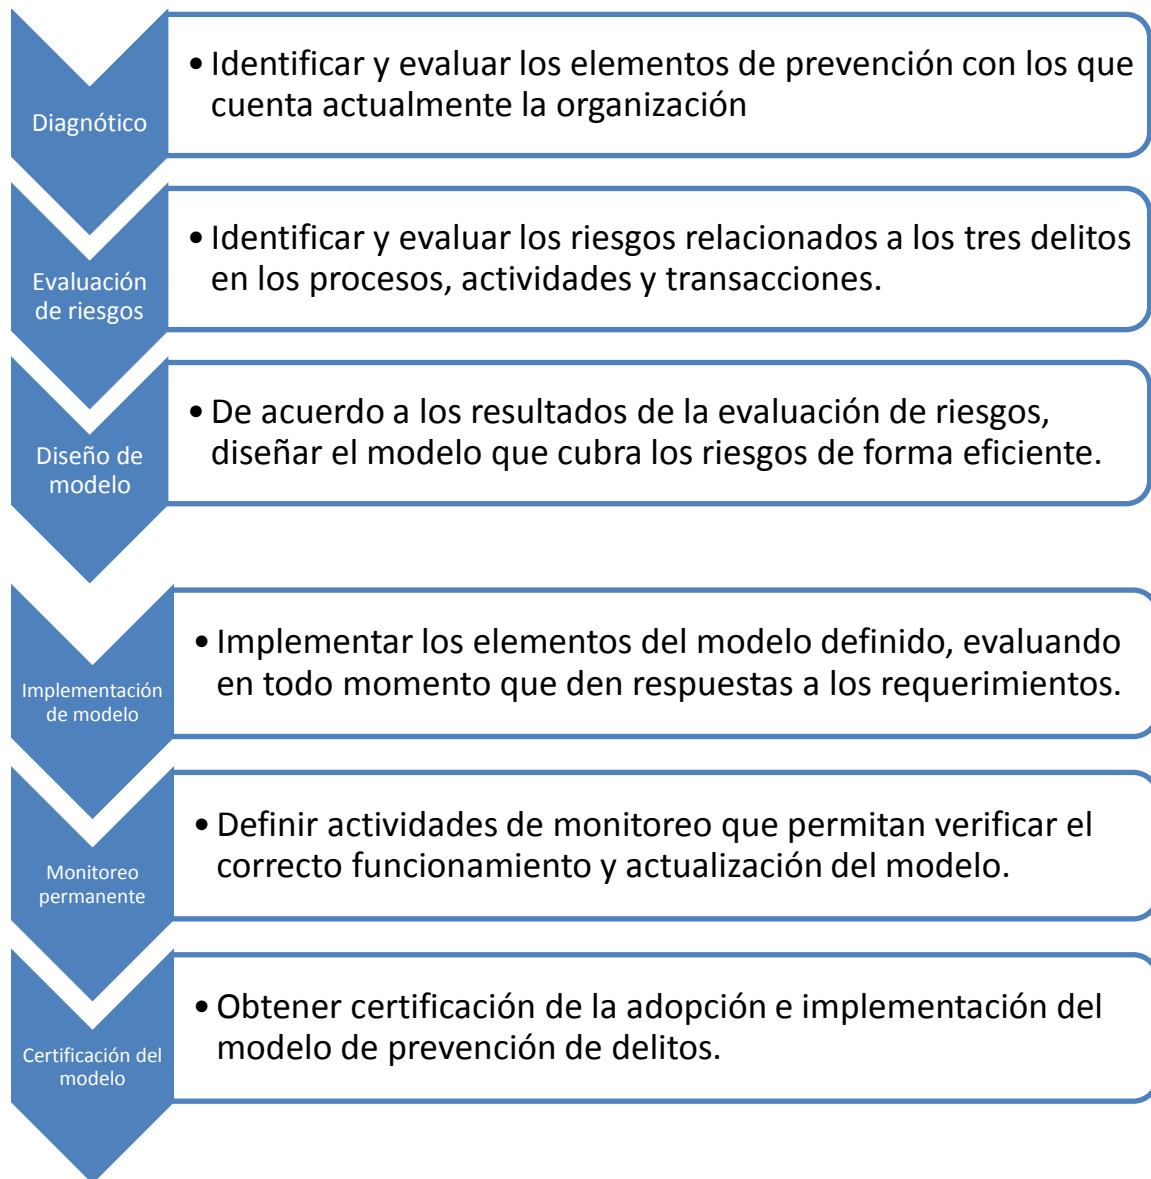 Diagnótico
• Identificar y evaluar los elementos de prevención con los que
cuenta actualmente la organización
Evaluación
de riesgos
• Identificar y evaluar los riesgos relacionados a los tres delitos
en los procesos, actividades y transacciones.
Diseño de
modelo
• De acuerdo a los resultados de la evaluación de riesgos,
diseñar el modelo que cubra los riesgos de forma eficiente.
Implementación
de modelo
• Implementar los elementos del modelo definido, evaluando
en todo momento que den respuestas a los requerimientos.
Monitoreo
permanente
• Definir actividades de monitoreo que permitan verificar el
correcto funcionamiento y actualización del modelo.
Certificación del
modelo
• Obtener certificación de la adopción e implementación del
modelo de prevención de delitos.